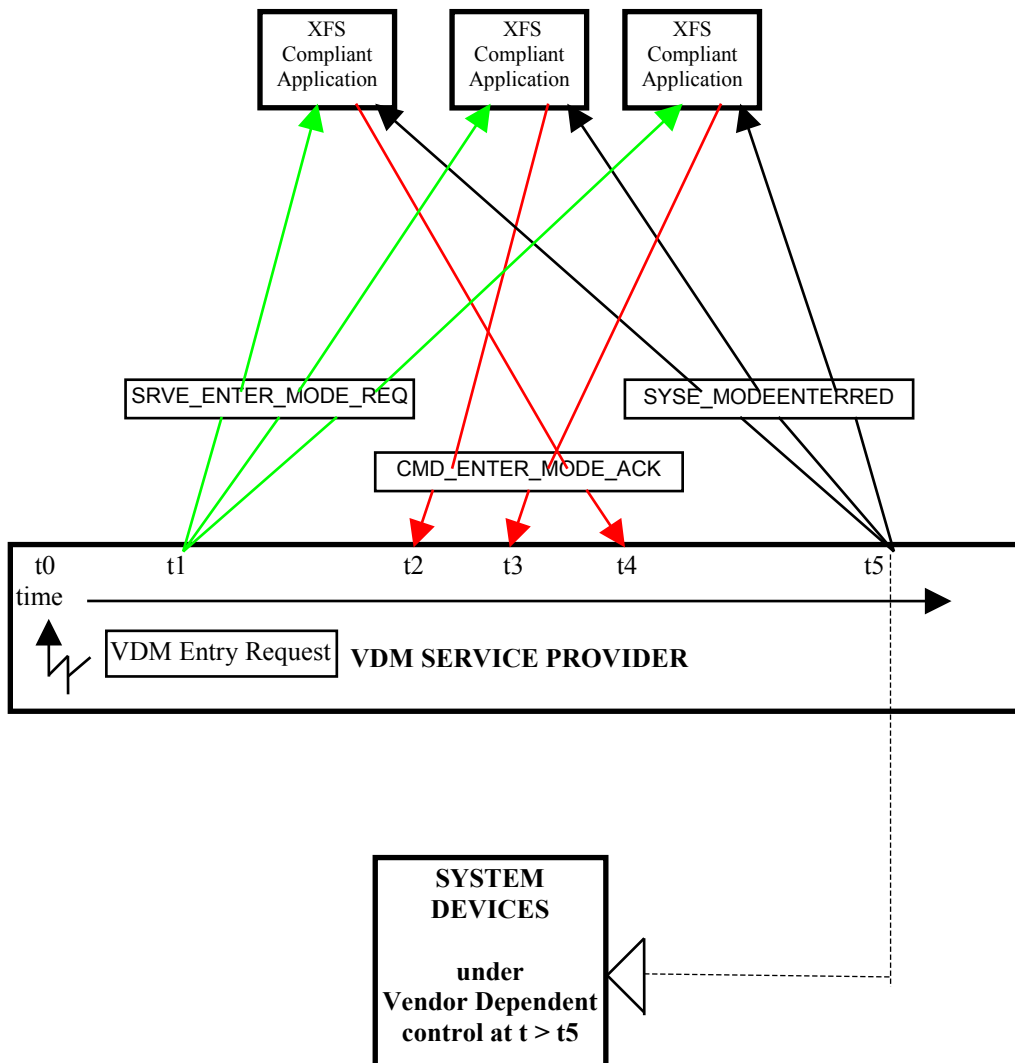 XFS
Compliant
Application
XFS
Compliant
Application
XFS
Compliant
Application
SRVE_ENTER_MODE_REQ
SYSE_MODEENTERRED
CMD_ENTER_MODE_ACK
t0
t1
t2
t3
t4
t5
time
VDM Entry Request
VDM SERVICE PROVIDER
SYSTEM
DEVICES
under
Vendor Dependent
control at t > t5